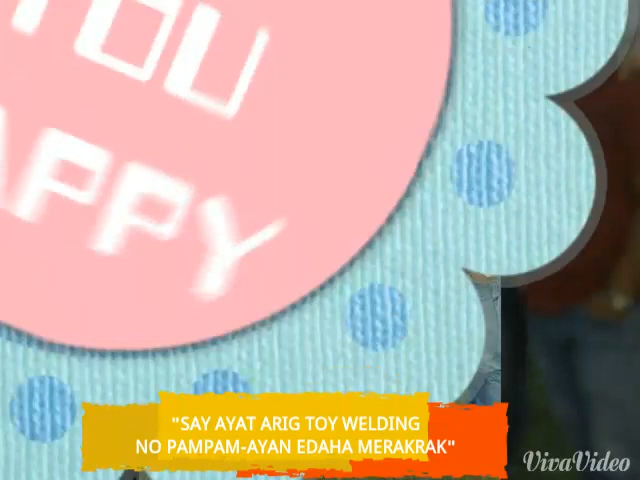 YOU
APPY
"SAY AYAT ARIG TOY WELDING
NO PAMPAM-AYAN EDAHA MERAKRAK"
VivaVideo